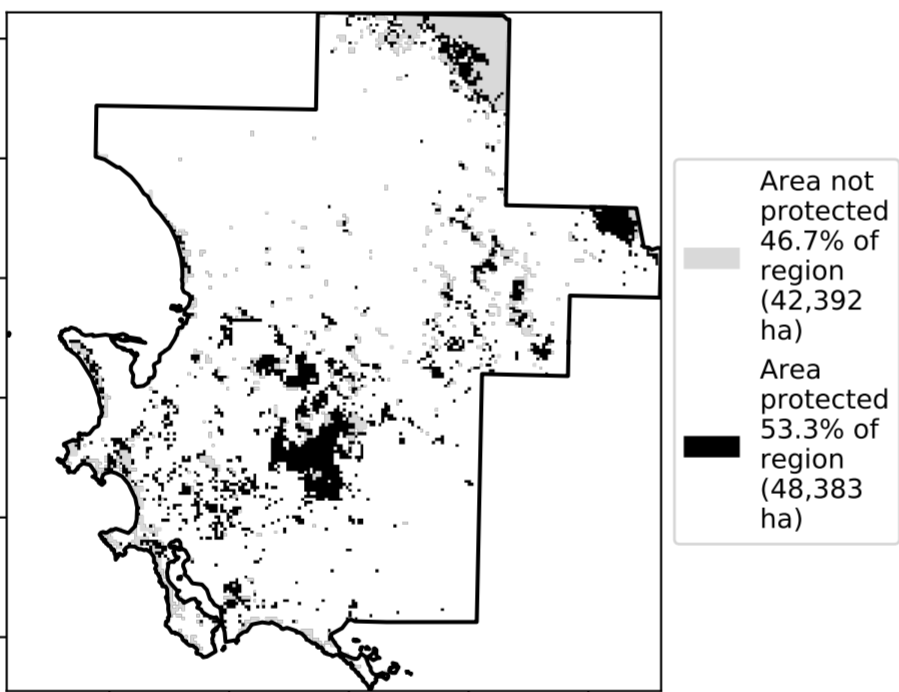 Area not
protected
46.7% of
region
(42,392
ha)
Area
protected
53.3% of
region
(48,383
ha)